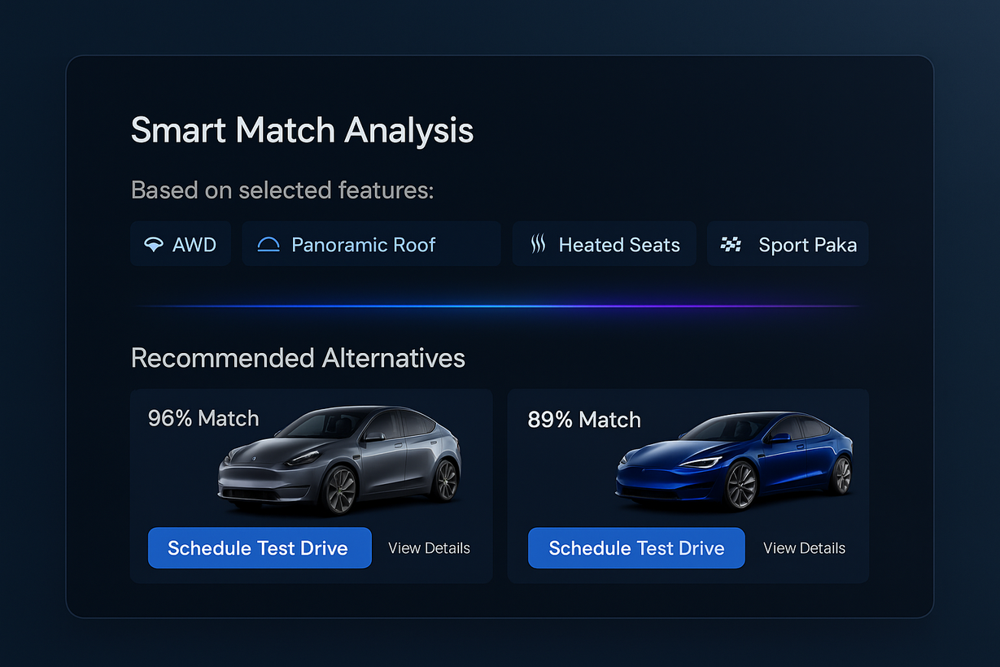 Smart Match Analysis
Based on selected features:
AWD Panoramic Roof Heated Seats Sport Paka
Recommended Alternatives
96% Match 89% Match
Schedule Test Drive View Details Schedule Test Drive View Details